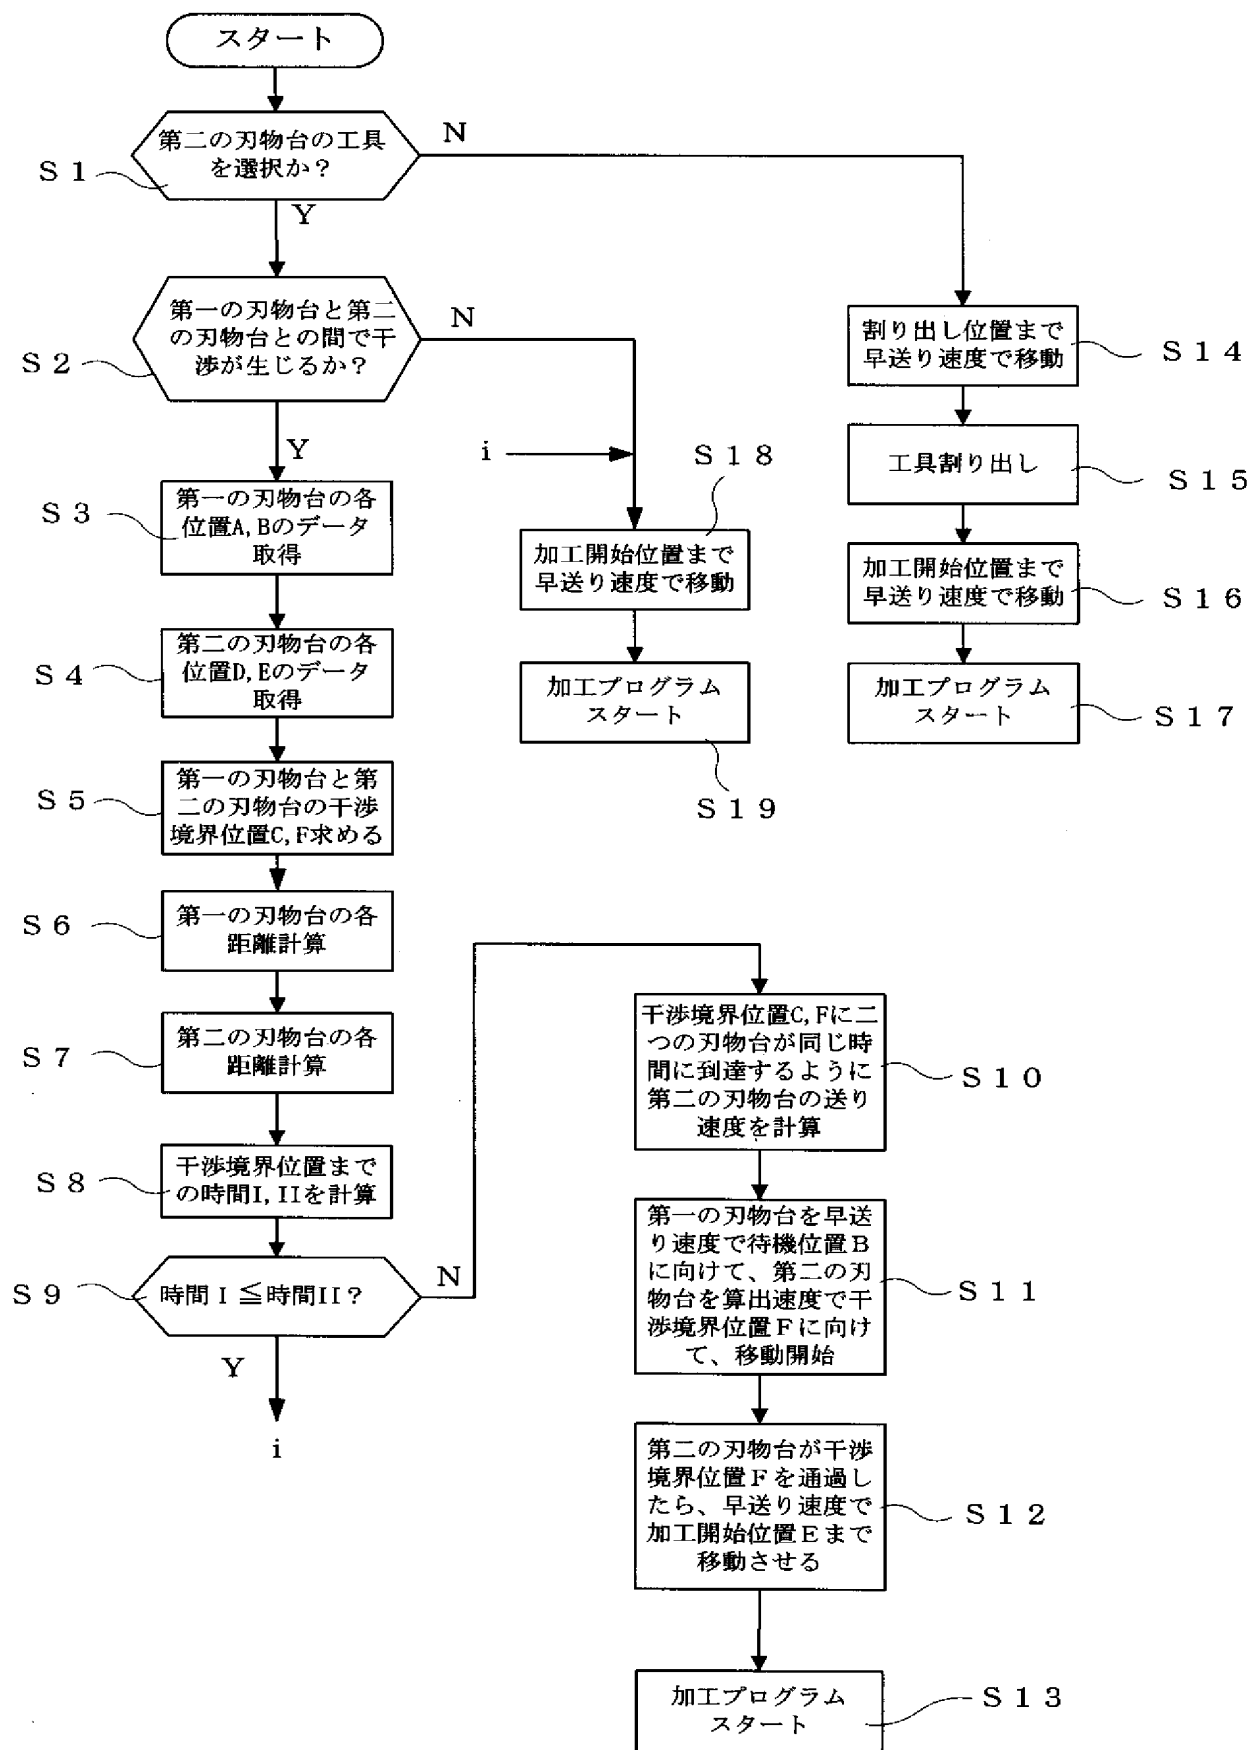 スタート
第二の刃物台の工具
を選択か？
N
S1
Y
第一の刃物台と第二
の刃物台との間で干
渉が生じるか？
N
S2
Y
i
割り出し位置まで
早送り速度で移動
S14
工具割り出し
S15
加工開始位置まで
早送り速度で移動
S16
加工プログラム
スタート
S17
S18
加工開始位置まで
早送り速度で移動
加工プログラム
スタート
S19
S3
第一の刃物台の各
位置A,Bのデータ
取得
S4
第二の刃物台の各
位置D,Eのデータ
取得
S5
第一の刃物台と第
二の刃物台の干渉
境界位置C,F求める
S6
第一の刃物台の各
距離計算
S7
第二の刃物台の各
距離計算
S8
干渉境界位置まで
の時間I,IIを計算
S9
時間I≦時間II？
N
Y
i
干渉境界位置C,Fに二
つの刃物台が同じ時
間に到達するように
第二の刃物台の送り
速度を計算
S10
第一の刃物台を早送
り速度で待機位置B
に向けて、第二の刃
物台を算出速度で干
渉境界位置Fに向け
て、移動開始
S11
第二の刃物台が干渉
境界位置Fを通過し
たら、早送り速度で
加工開始位置Eまで
移動させる
S12
加工プログラム
スタート
S13